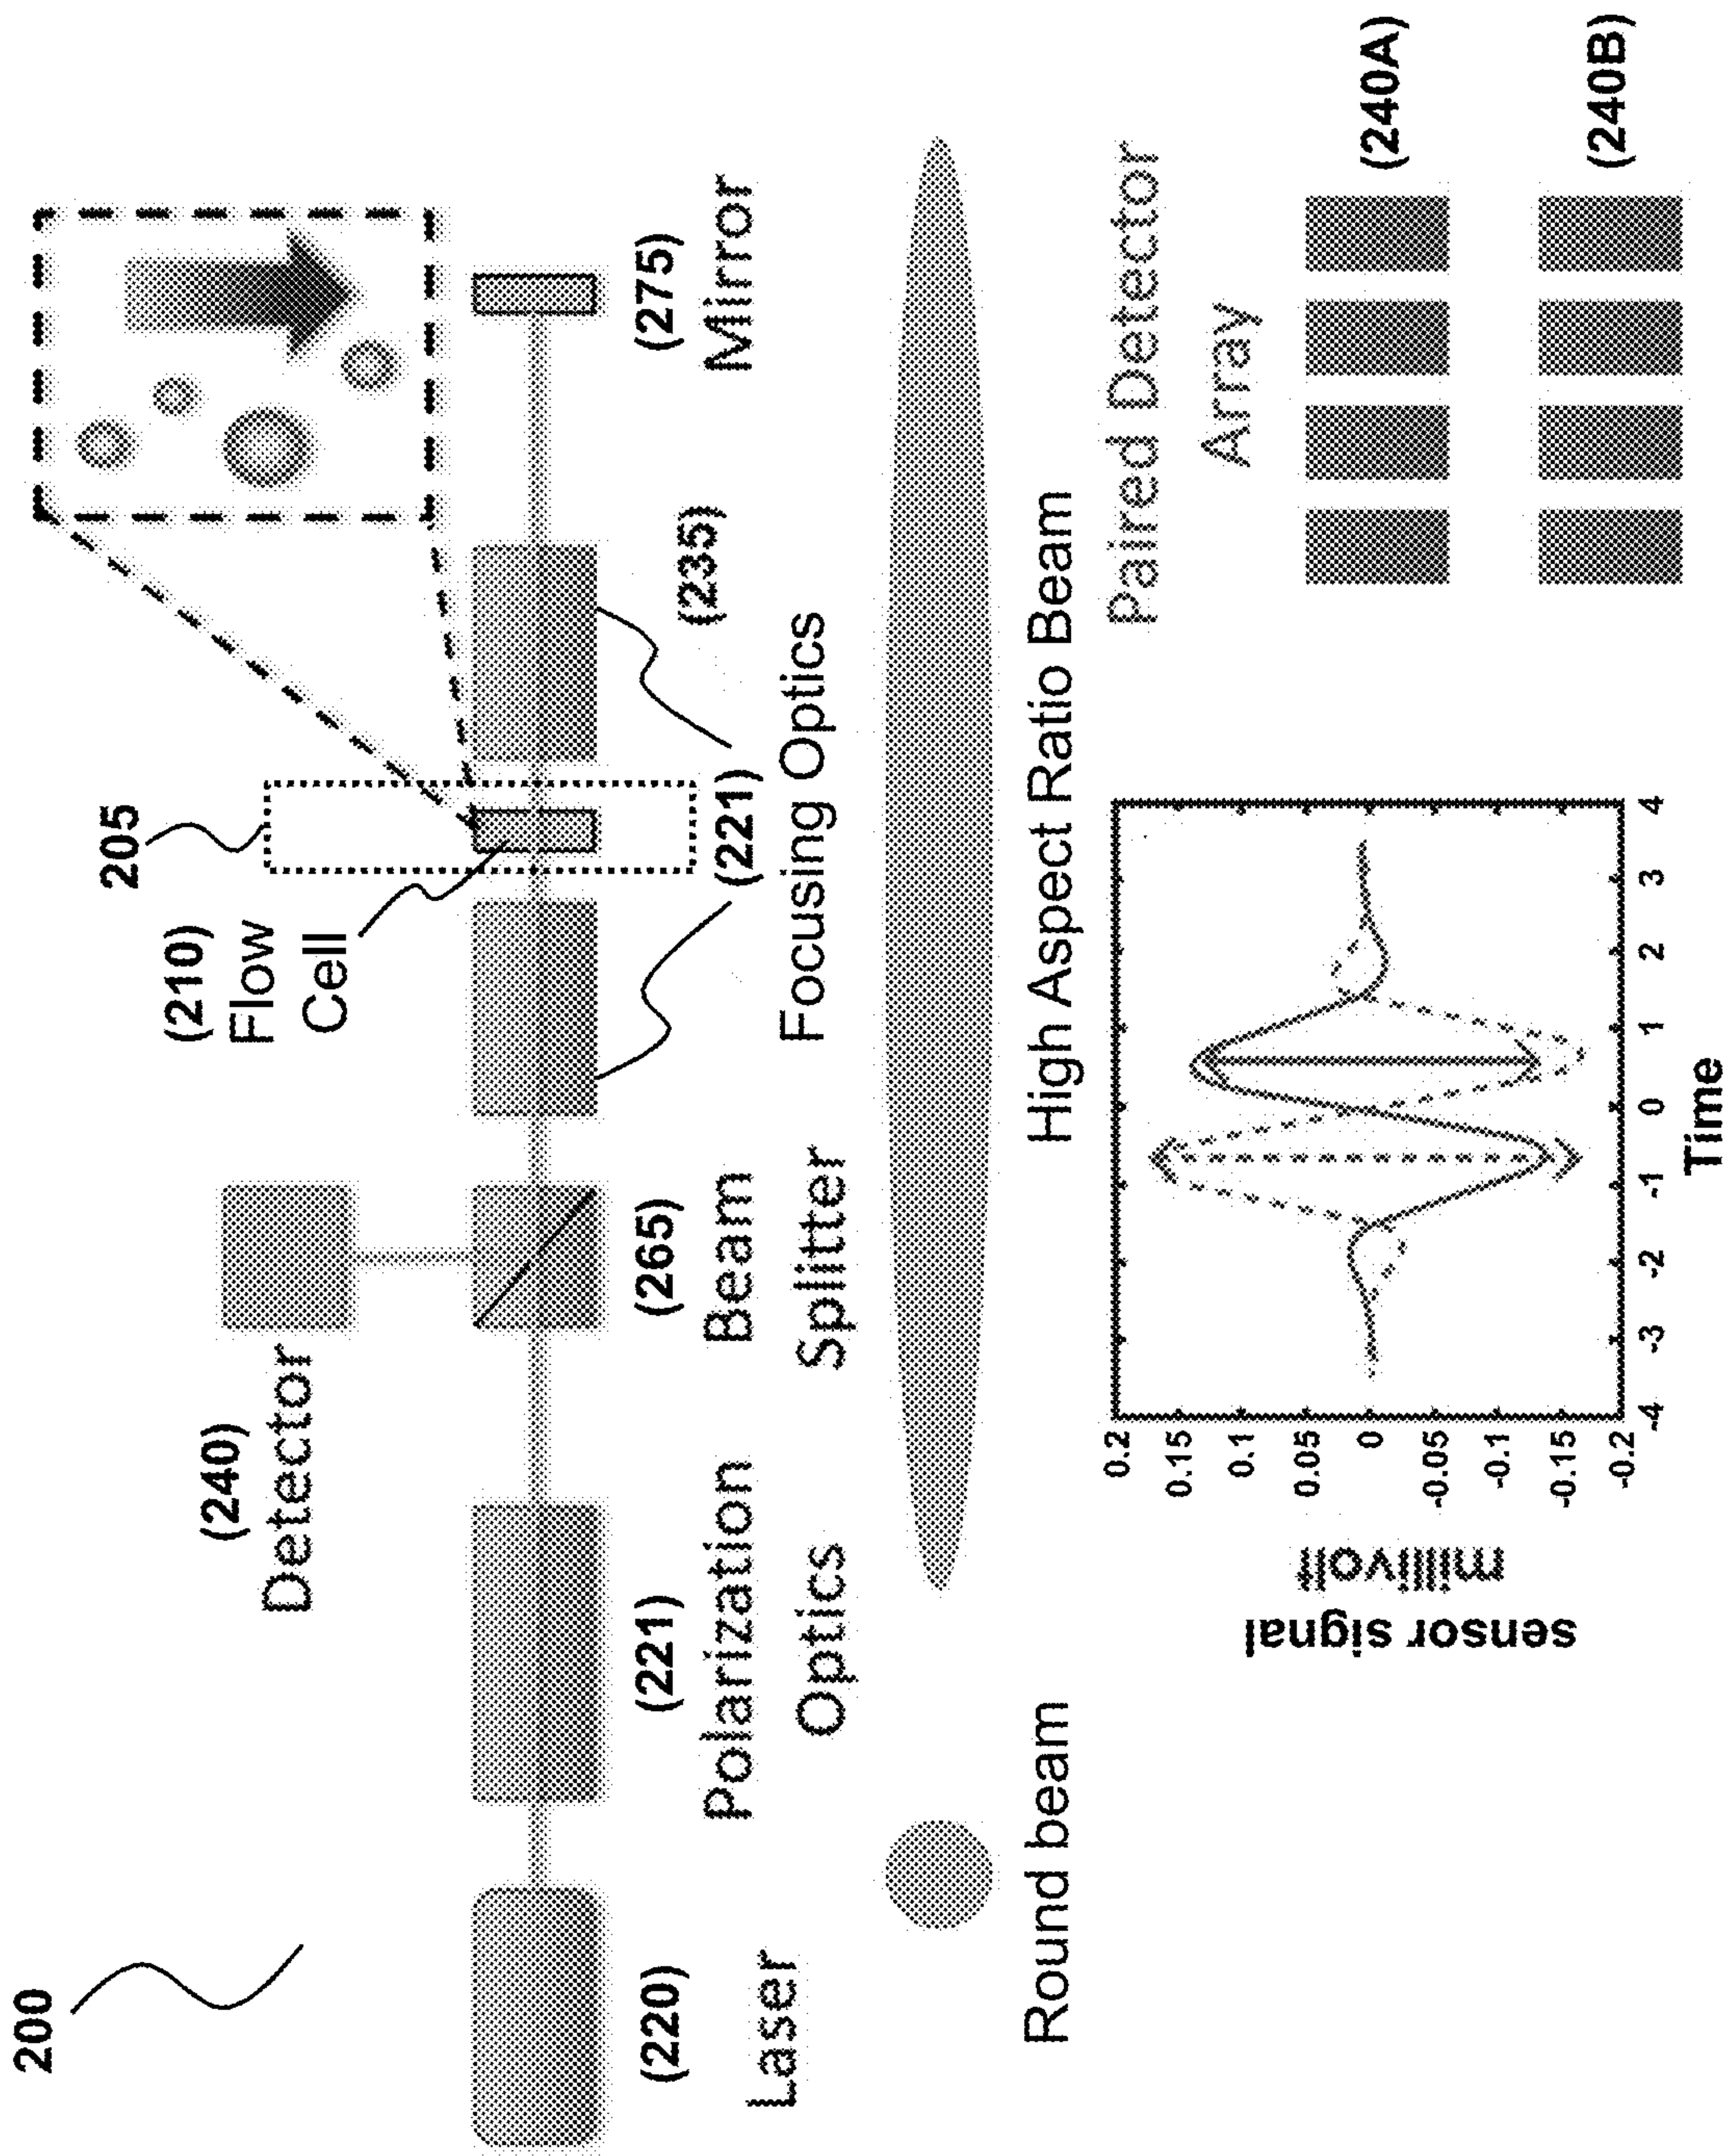 200
205
(240)
Detector
(210)
Flow
Cell
(220)
Laser
(221)
Polarization
Optics
(265)
Beam
Splitter
(221)
Focusing Optics
(235)
(275)
Mirror
Round beam
High Aspect Ratio Beam
sensor signal
millivolt
0.2
0.15
0.1
0.05
0
-0.05
-0.1
-0.15
-0.2
-4 -3 -2 -1 0 1 2 3 4
Time
Paired Detector
Array
(240A)
(240B)